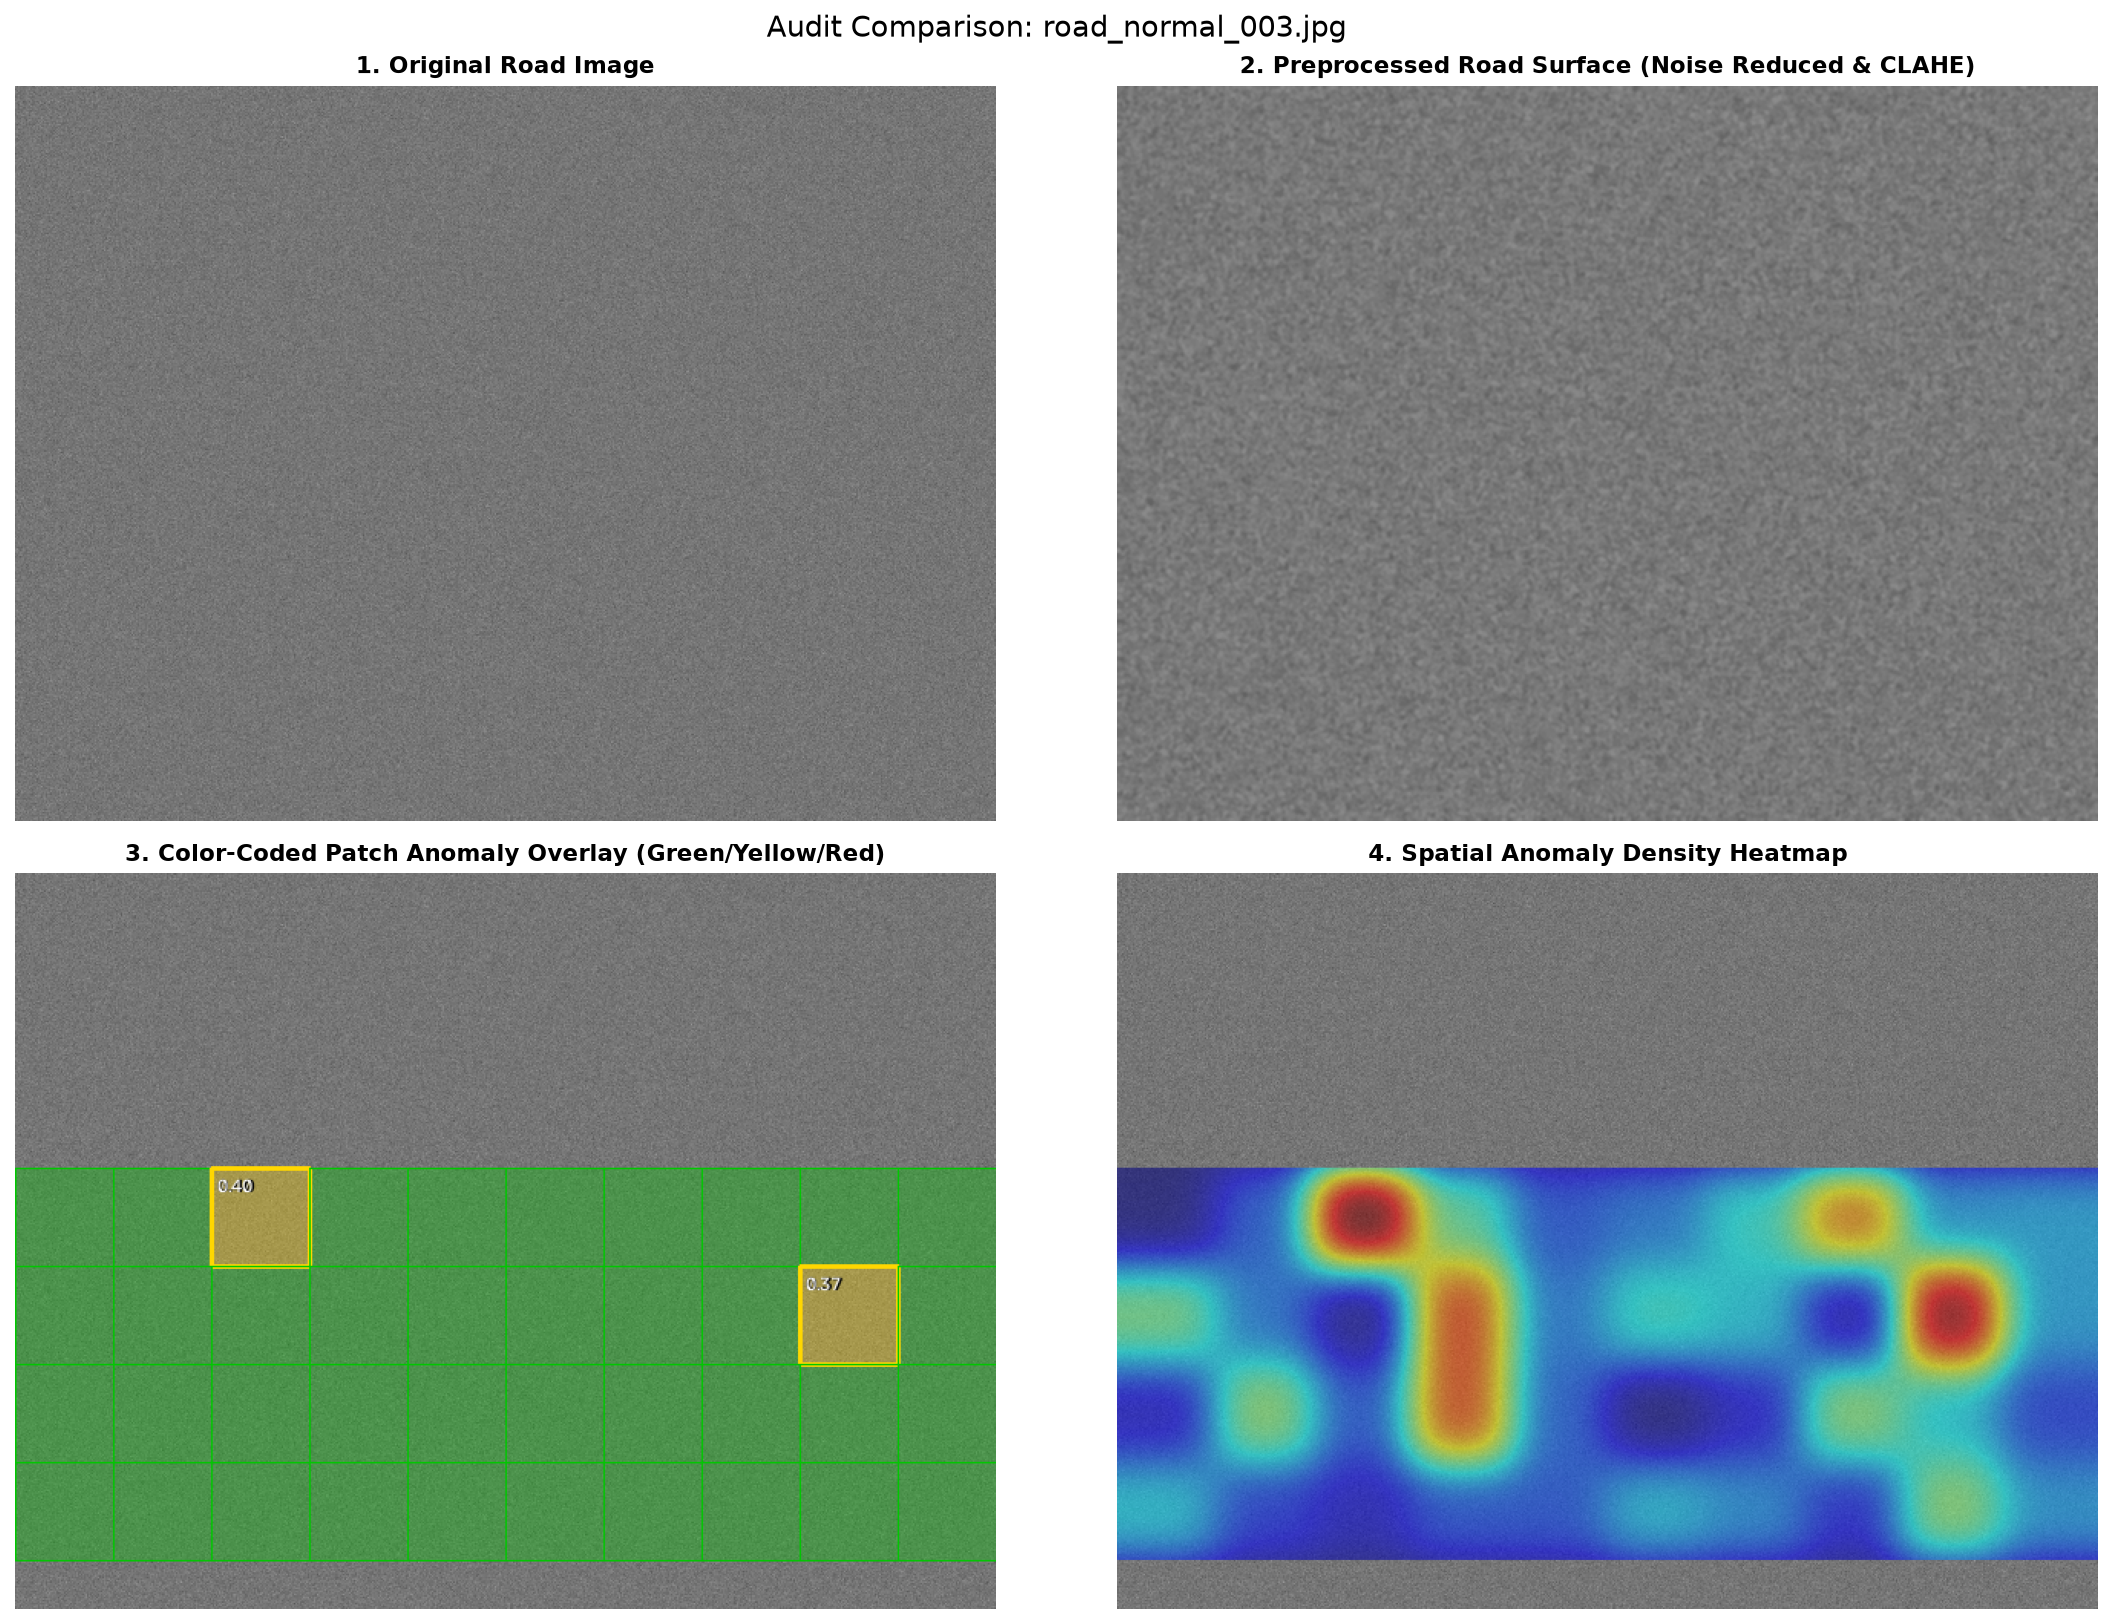 Audit Comparison: road_normal_003.jpg
1. Original Road Image
2. Preprocessed Road Surface (Noise Reduced & CLAHE)
3. Color-Coded Patch Anomaly Overlay (Green/Yellow/Red)
4. Spatial Anomaly Density Heatmap
0.40
0.37